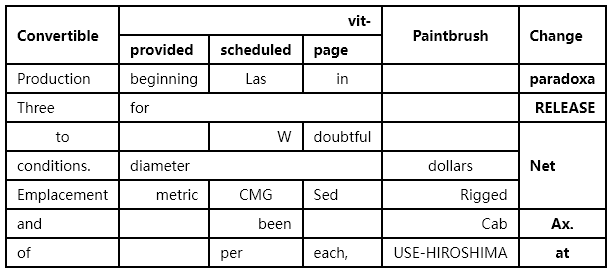 Convertible vit- Paintbrush Change
provided scheduled page
Production beginning Las in paradoxa
Three for RELEASE
to W doubtful
conditions. diameter dollars Net
Emplacement metric CMG Sed Rigged
and been Cab Ax.
of per each, USE-HIROSHIMA at